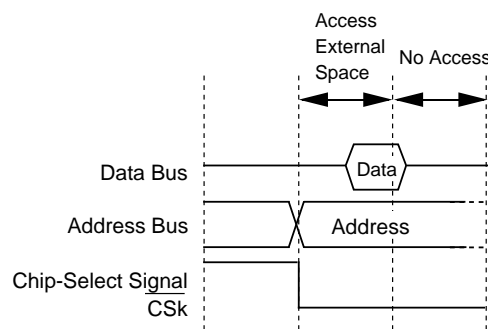 Access
External
Space
No Access
Data Bus
Data
Address Bus
Address
Chip-Select Signal
CSk